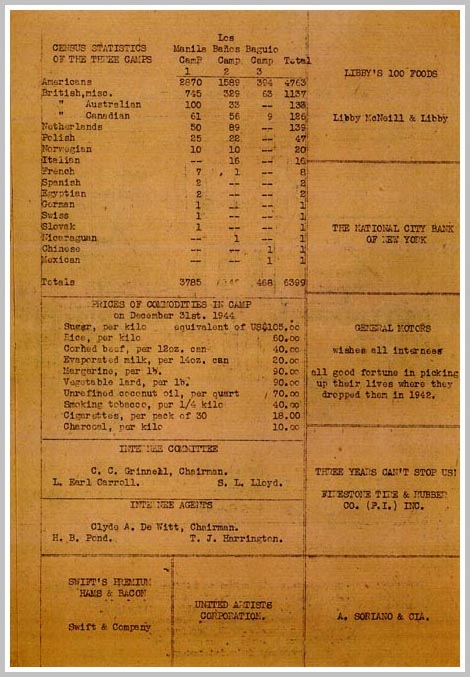 Los
CENSUS STATISTICS Manila Baños Baguio
OF THE THREE CAMPS Camp Camp Camp Total
1 2 3
Americans 2870 1589 304 4763
British, misc. 745 329 63 1137
" Australian 100 33 -- 133
" Canadian 61 56 9 126
Netherlands 50 89 -- 139
Polish 25 22 -- 47
Norwegian 10 10 -- 20
Italian -- 16 -- 16
French 7 1 -- 8
Spanish 2 -- -- 2
Egyptian 2 -- -- 2
German 1 -- -- 1
Swiss 1 -- -- 1
Slovak 1 -- -- 1
Nicaraguan -- 1 -- 1
Chinese -- -- 1 1
Mexican -- -- 1 1
Totals 3785 468 6399
PRICES OF COMMODITIES IN CAMP
on December 31st. 1944
Sugar, per kilo equivalent of US$105.00
Rice, per kilo 60.00
Corned beef, per 12oz. can 40.00
Evaporated milk, per 14oz. can 20.00
Margarine, per lb. 90.00
Vegetable lard, per lb. 90.00
Unrefined coconut oil, per quart 70.00
Smoking tobacco, per 1/4 kilo 40.00
Cigarettes, per pack of 30 18.00
Charcoal, per kilo 10.00
INTERNEE COMMITTEE
C. C. Grinnell, Chairman.
L. Earl Carroll. S. L. Lloyd.
INTERNEE AGENTS
Clyde A. De Witt, Chairman.
H. B. Pond. T. J. Harrington.
SWIFT'S PREMIUM
HAMS & BACON
Swift & Company
UNITED ARTISTS
CORPORATION.
LIBBY'S 100 FOODS
Libby McNeill & Libby
THE NATIONAL CITY BANK
OF NEW YORK
GENERAL MOTORS
wishes all internees
all good fortune in picking
up their lives where they
dropped them in 1942.
THREE YEARS CAN'T STOP US!
FIRESTONE TIRE & RUBBER
CO. (P.I.) INC.
A. SORIANO & CIA.